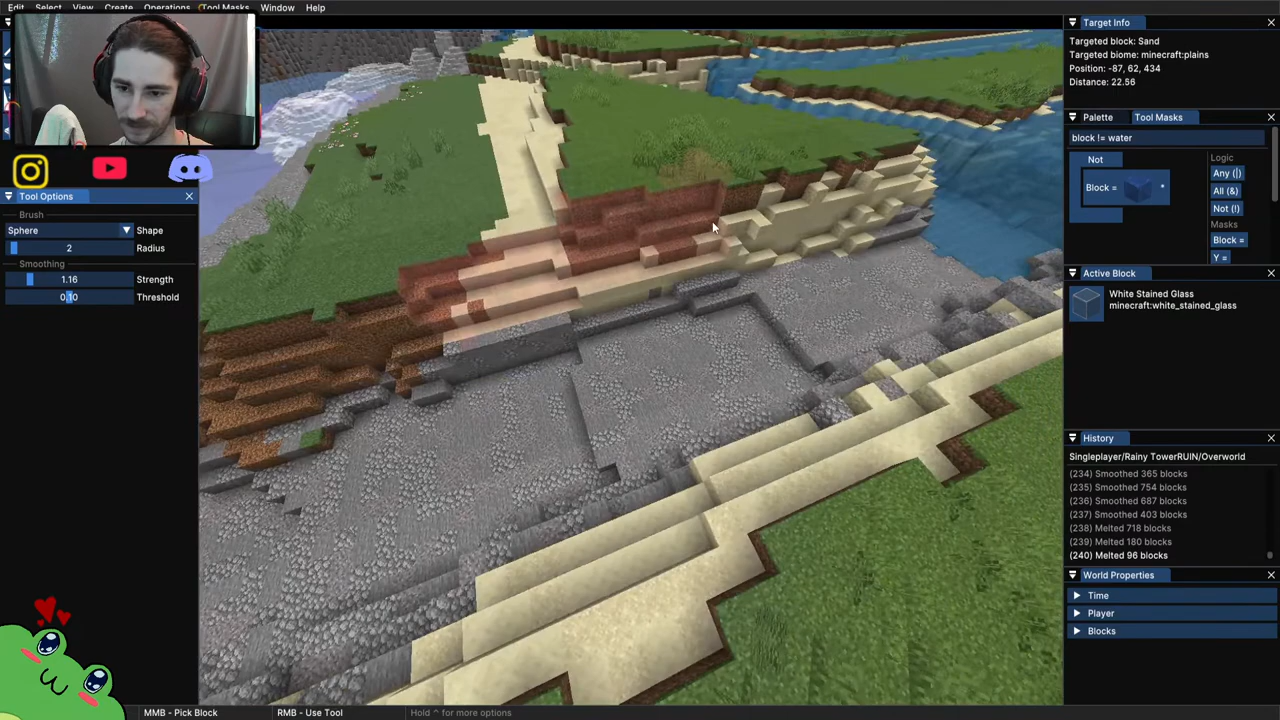 Edit Select View Create Operations Tool Masks Window Help
Tool Options
Brush
Sphere Shape
2 Radius
Smoothing
1.16 Strength
0.10 Threshold
Target Info
Targeted block: Sand
Targeted biome: minecraft:plains
Position: -87, 62, 434
Distance: 22.56
Palette Tool Masks
block != water
Not
Block =
Logic
Any (|)
All (&)
Not (!)
Masks
Block =
Y =
Active Block
White Stained Glass
minecraft:white_stained_glass
History
Singleplayer/Rainy TowerRUIN/Overworld
(234) Smoothed 365 blocks
(235) Smoothed 754 blocks
(236) Smoothed 687 blocks
(237) Smoothed 403 blocks
(238) Melted 718 blocks
(239) Melted 180 blocks
(240) Melted 96 blocks
World Properties
Time
Player
Blocks
MMB - Pick Block RMB - Use Tool Hold ^ for more options